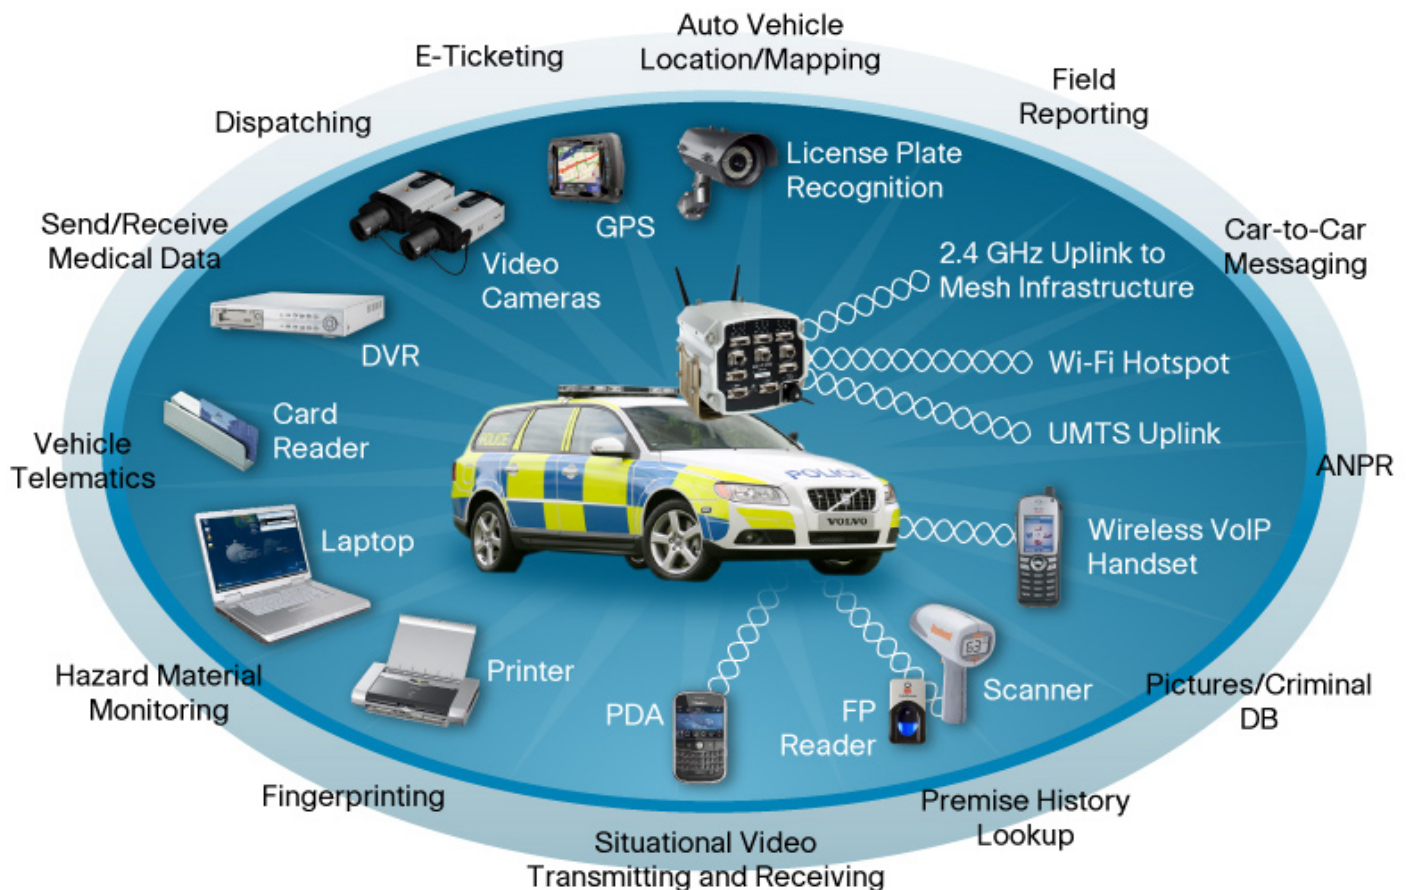 Auto Vehicle
Location/Mapping
E-Ticketing
Field
Reporting
Dispatching
License Plate
Recognition
GPS
Send/Receive
Medical Data
Car-to-Car
Messaging
2.4 GHz Uplink to
Mesh Infrastructure
Video
Cameras
DVR
Wi-Fi Hotspot
Card
Reader
UMTS Uplink
Vehicle
Telematics
ANPR
POLICE
POLICE
VOLVO
Laptop
Wireless VoIP
Handset
63
Hazard Material
Monitoring
Printer
PDA
FP
Reader
Scanner
Pictures/Criminal
DB
Fingerprinting
Premise History
Lookup
Situational Video
Transmitting and Receiving